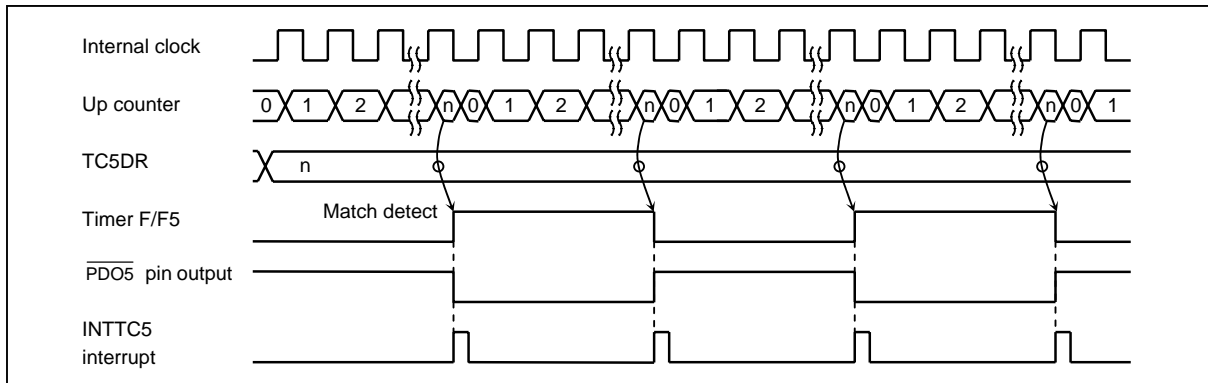 Internal clock
Up counter 0 1 2 n 0 1 2 n 0 1 2 n 0 1 2 n 0 1
TC5DR n
Match detect
Timer F/F5
PDO5 pin output
INTTC5
interrupt